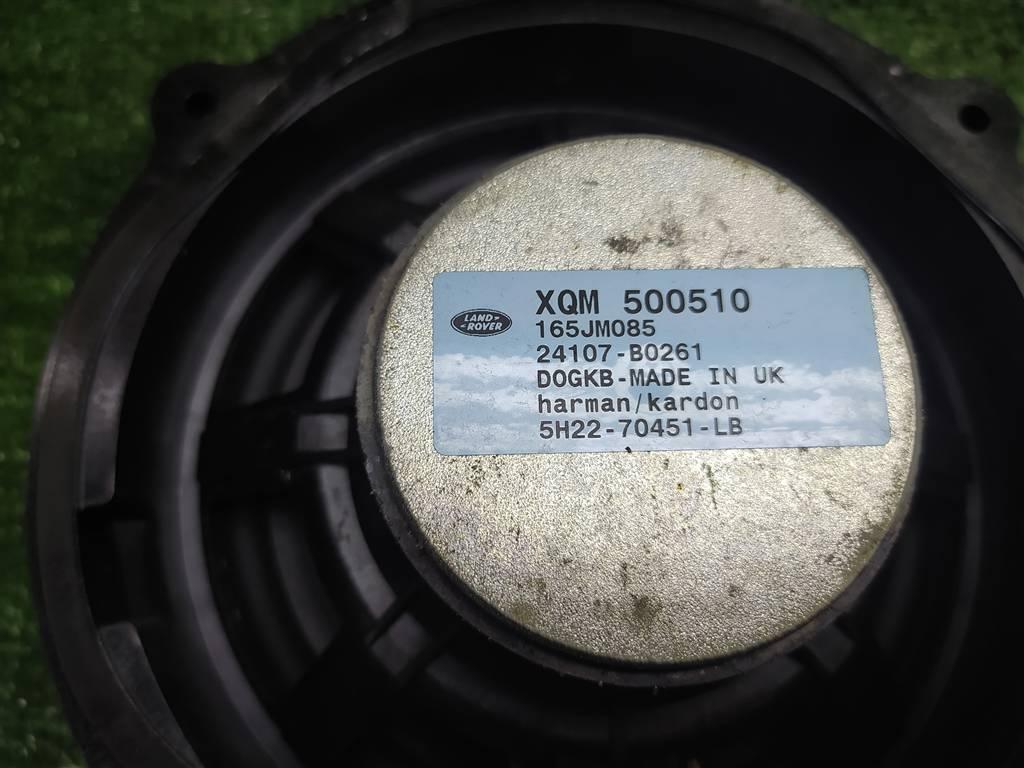 LAND-
-ROVER
XQM 500510
165JM085
24107-B0261
DOGKB-MADE IN UK
harman/kardon
5H22-70451-LB